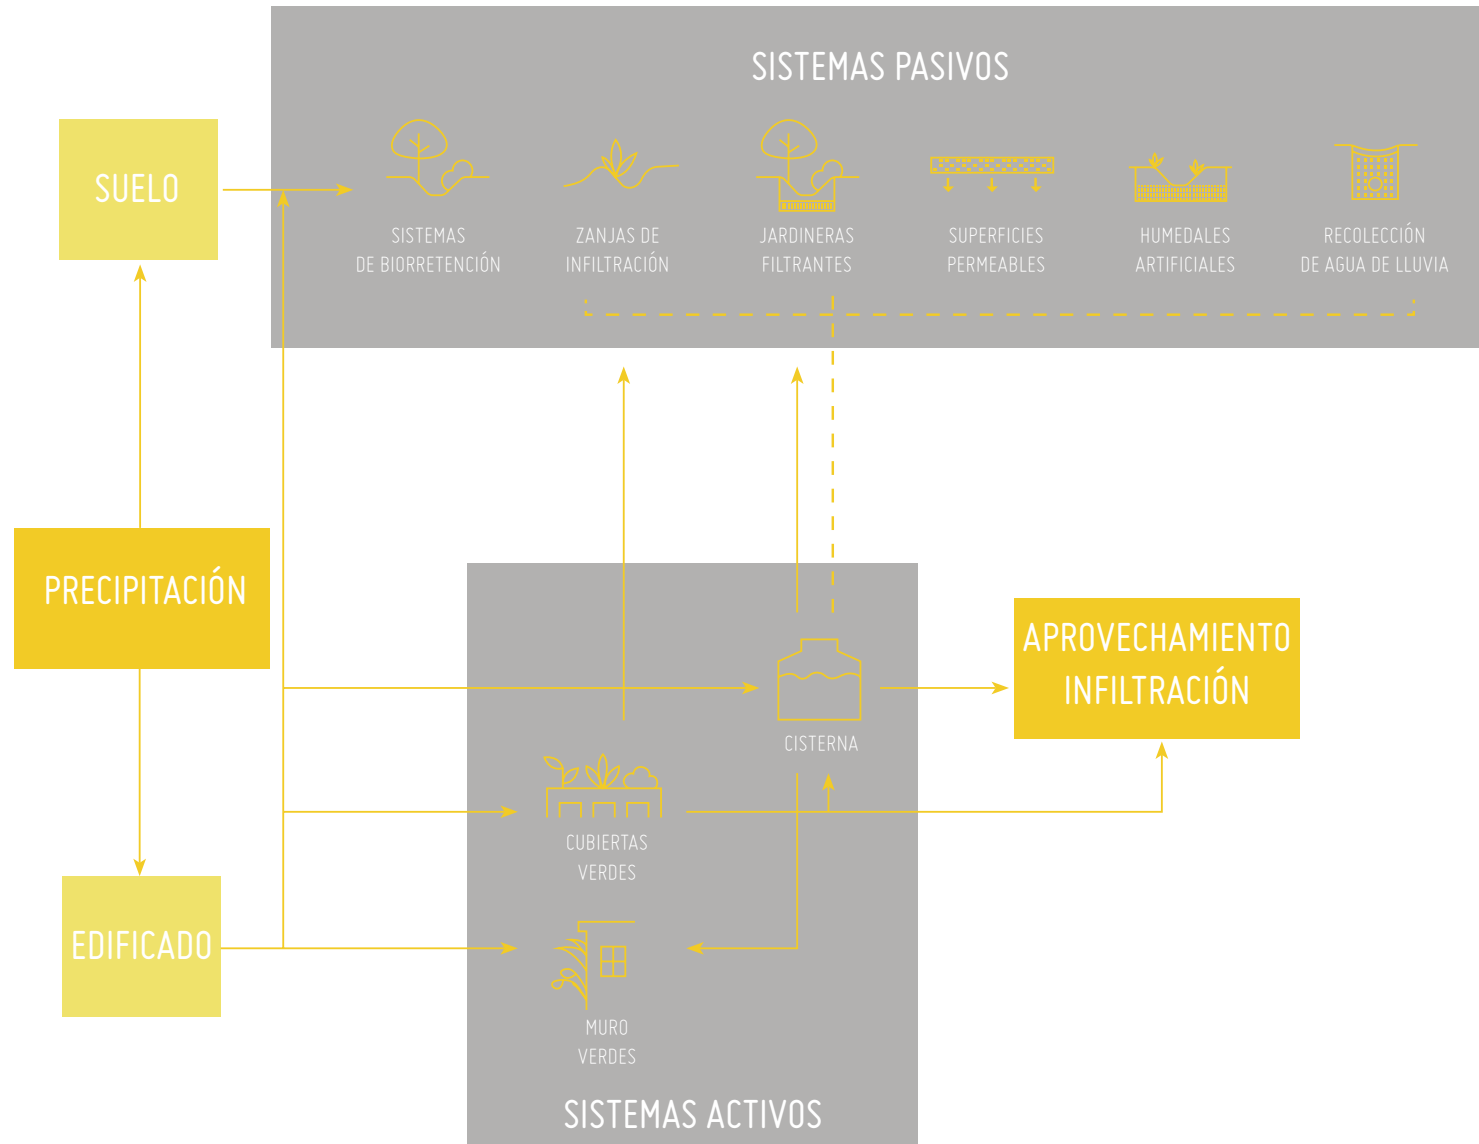 SISTEMAS PASIVOS
SUELO
SISTEMAS
DE BIORRETENCIÓN
ZANJAS DE
INFILTRACIÓN
JARDINERAS
FILTRANTES
SUPERFICIES
PERMEABLES
HUMEDALES
ARTIFICIALES
RECOLECCIÓN
DE AGUA DE LLUVIA
PRECIPITACIÓN
APROVECHAMIENTO
INFILTRACIÓN
CISTERNA
CUBIERTAS
VERDES
EDIFICADO
MURO
VERDES
SISTEMAS ACTIVOS